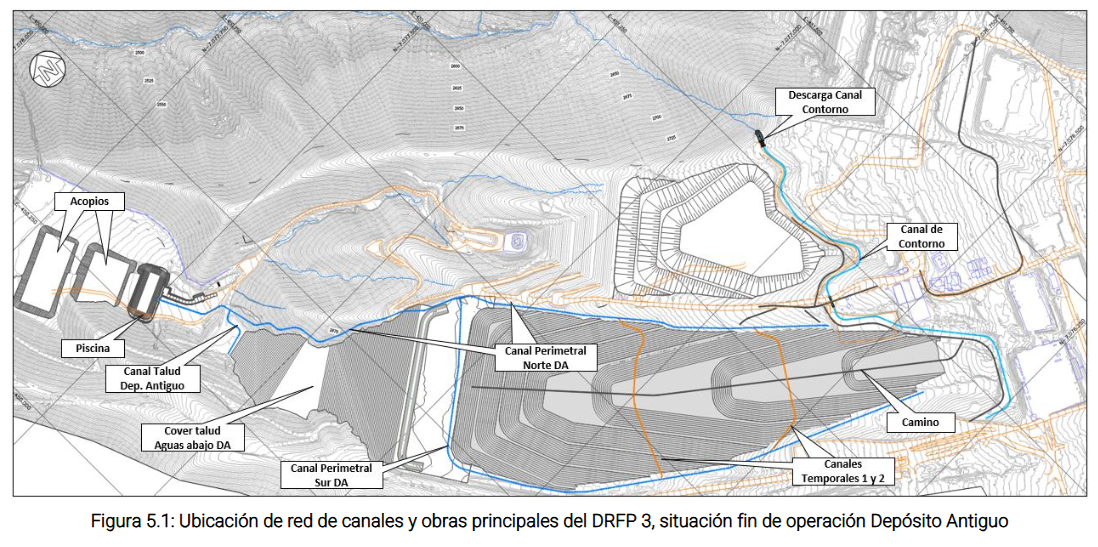 Descarga Canal
Contorno
Acopios
Canal de
Contorno
Piscina
Canal Talud
Dep. Antiguo
Canal Perimetral
Norte DA
Cover talud
Aguas abajo DA
Camino
Canal Perimetral
Sur DA
Canales
Temporales 1 y 2
Figura 5.1: Ubicación de red de canales y obras principales del DRFP 3, situación fin de operación Depósito Antiguo